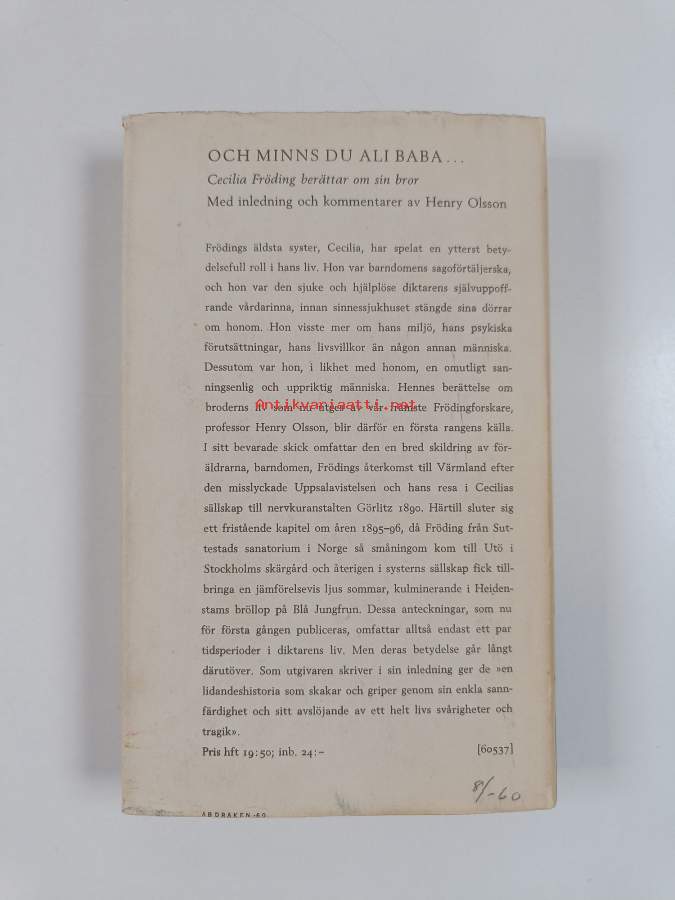 OCH MINNS DU ALI BABA...
Cecilia Fröding berättar om sin bror
Med inledning och kommentarer av Henry Olsson
Frödings äldsta syster, Cecilia, har spelat en ytterst bety-
delsefull roll i hans liv. Hon var barndomens sagoförtäljerska,
och hon var den sjuke och hjälplöse diktarens självuppoff-
rande vårdarinna, innan sinnessjukhuset stängde sina dörrar
om honom. Hon visste mer om hans miljö, hans psykiska
förutsättningar, hans livsvillkor än någon annan människa.
Dessutom var hon, i likhet med honom, en omutligt san-
ningsenlig och uppriktig människa. Hennes berättelse om
broderns liv som nu utges av vår främste Frödingforskare,
Antikvariaatti.net
professor Henry Olsson, blir därför en första rangens källa.
I sitt bevarade skick omfattar den en bred skildring av för-
äldrarna, barndomen, Frödings återkomst till Värmland efter
den misslyckade Uppsalavistelsen och hans resa i Cecilias
sällskap till nervkuranstalten Görlitz 1890. Härtill sluter sig
ett fristående kapitel om åren 1895–96, då Fröding från Sut-
testads sanatorium i Norge så småningom kom till Utö i
Stockholms skärgård och återigen i systerns sällskap fick till-
bringa en jämförelsevis ljus sommar, kulminerande i Heiden-
stams bröllop på Blå Jungfrun. Dessa anteckningar, som nu
för första gången publiceras, omfattar alltså endast ett par
tidsperioder i diktarens liv. Men deras betydelse går långt
därutöver. Som utgivaren skriver i sin inledning ger de »en
lidandeshistoria som skakar och griper genom sin enkla sann-
färdighet och sitt avslöjande av ett helt livs svårigheter och
tragik».
Pris hft 19:50; inb. 24:– [60537]
8/-60
ABDRAKEN-60